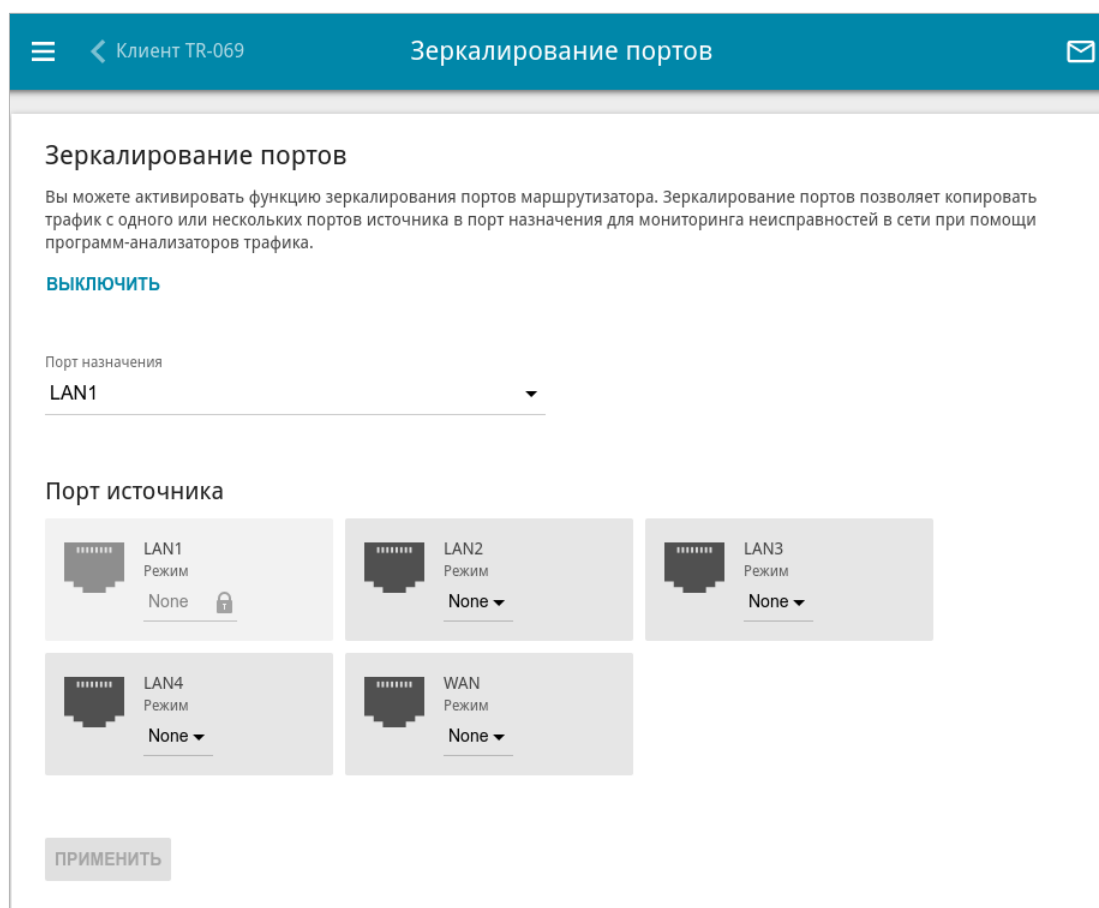 Клиент TR-069
Зеркалирование портов
Зеркалирование портов
Вы можете активировать функцию зеркалирования портов маршрутизатора. Зеркалирование портов позволяет копировать
трафик с одного или нескольких портов источника в порт назначения для мониторинга неисправностей в сети при помощи
программ-анализаторов трафика.
ВЫКЛЮЧИТЬ
Порт назначения
LAN1
Порт источника
LAN1
Режим
None
LAN2
Режим
None
LAN3
Режим
None
LAN4
Режим
None
WAN
Режим
None
ПРИМЕНИТЬ